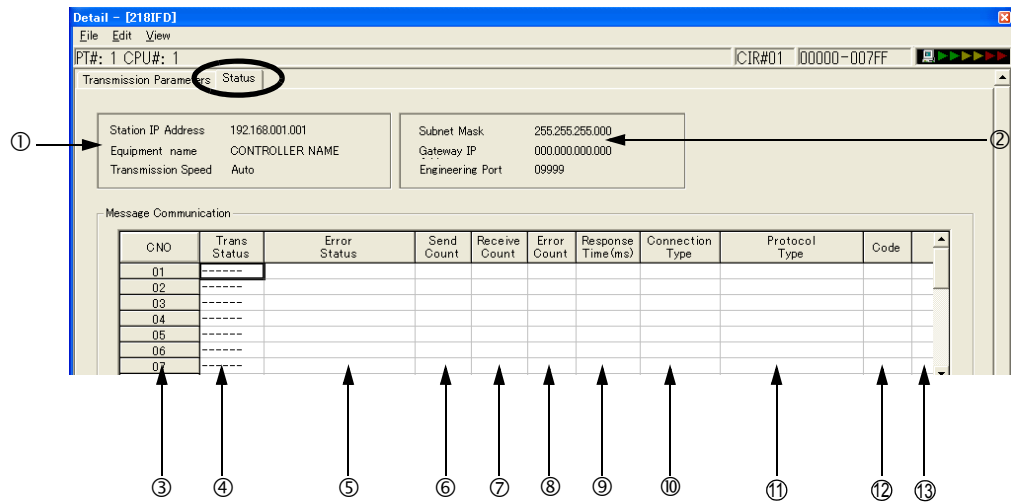 Detail - [218IFD]
File Edit View
PT#: 1 CPU#: 1 CIR#01 00000-007FF
Transmission Parameters Status
Station IP Address 192.168.001.001
Equipment name CONTROLLER NAME
Transmission Speed Auto
Subnet Mask 255.255.255.000
Gateway IP 000.000.000.000
Engineering Port 09999
① ②
Message Communication
CNO Trans Status Error Status Send Count Receive Count Error Count Response Time(ms) Connection Type Protocol Type Code
01 ------
02 ------
03 ------
04 ------
05 ------
06 ------
07 ------
③ ④ ⑤ ⑥ ⑦ ⑧ ⑨ ⑩ ⑪ ⑫ ⑬